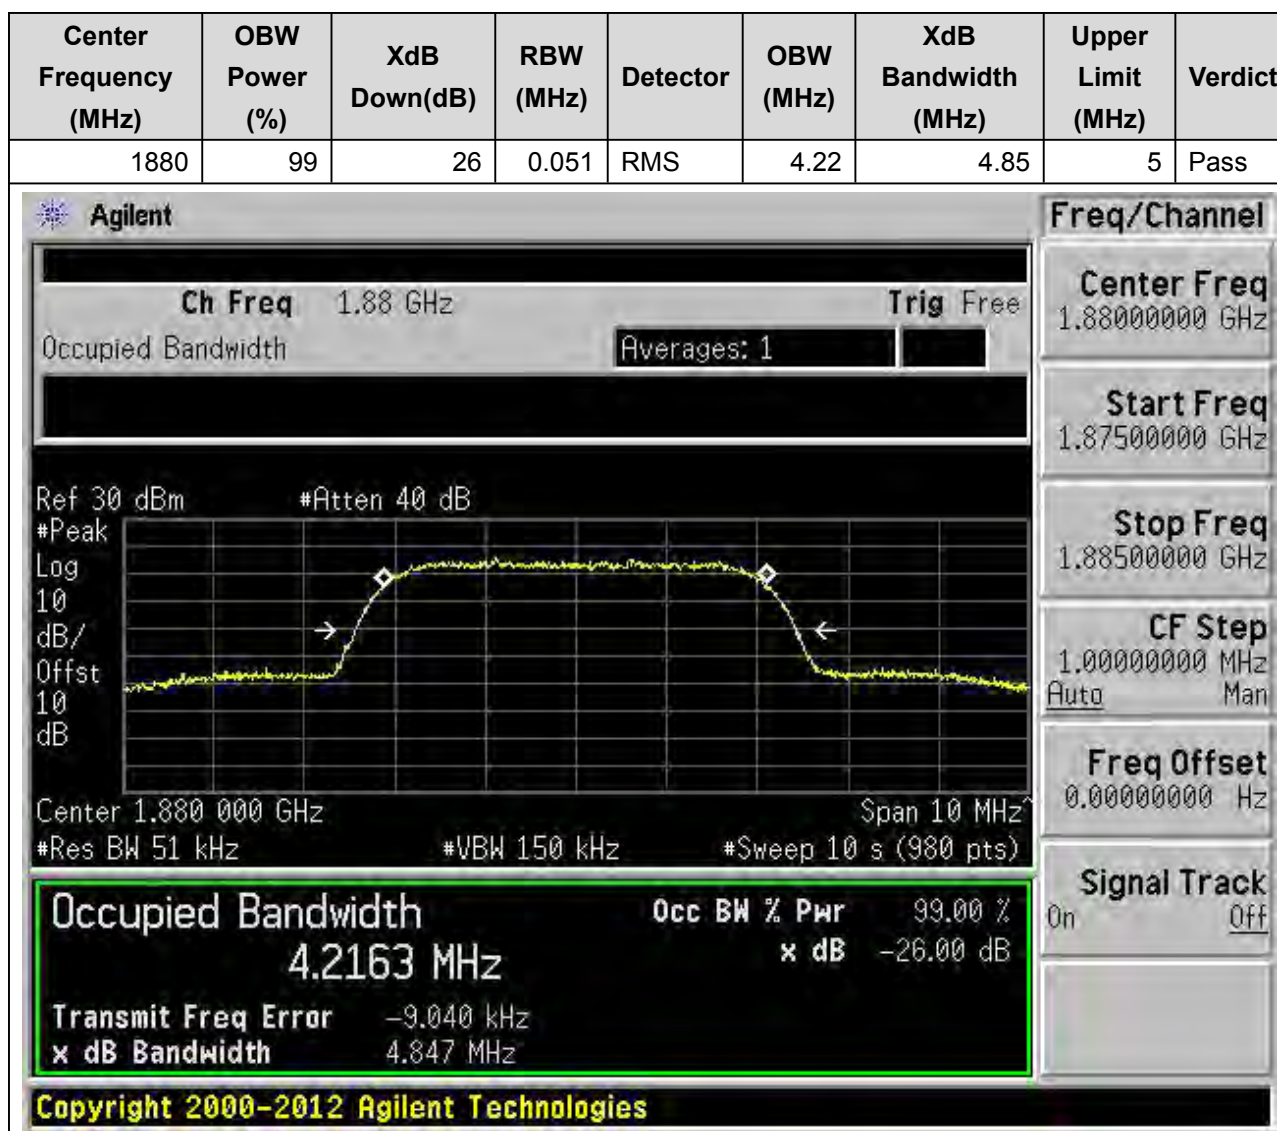 Center Frequency (MHz) OBW Power (%) XdB Down(dB) RBW (MHz) Detector OBW (MHz) XdB Bandwidth (MHz) Upper Limit (MHz) Verdict
1880 99 26 0.051 RMS 4.22 4.85 5 Pass
Agilent
Freq/Channel
Ch Freq 1.88 GHz Trig Free
Occupied Bandwidth Averages: 1
Center Freq
1.88000000 GHz
Start Freq
1.87500000 GHz
Stop Freq
1.88500000 GHz
CF Step
1.00000000 MHz
Auto Man
Freq Offset
0.00000000 Hz
Signal Track
On Off
Ref 30 dBm #Atten 40 dB
#Peak
Log
10
dB/
Offst
10
dB
Center 1.880 000 GHz Span 10 MHz^
#Res BW 51 kHz #VBW 150 kHz #Sweep 10 s (980 pts)
Occupied Bandwidth Occ BW % Pwr 99.00 %
4.2163 MHz x dB -26.00 dB
Transmit Freq Error -9.040 kHz
x dB Bandwidth 4.847 MHz
Copyright 2000-2012 Agilent Technologies